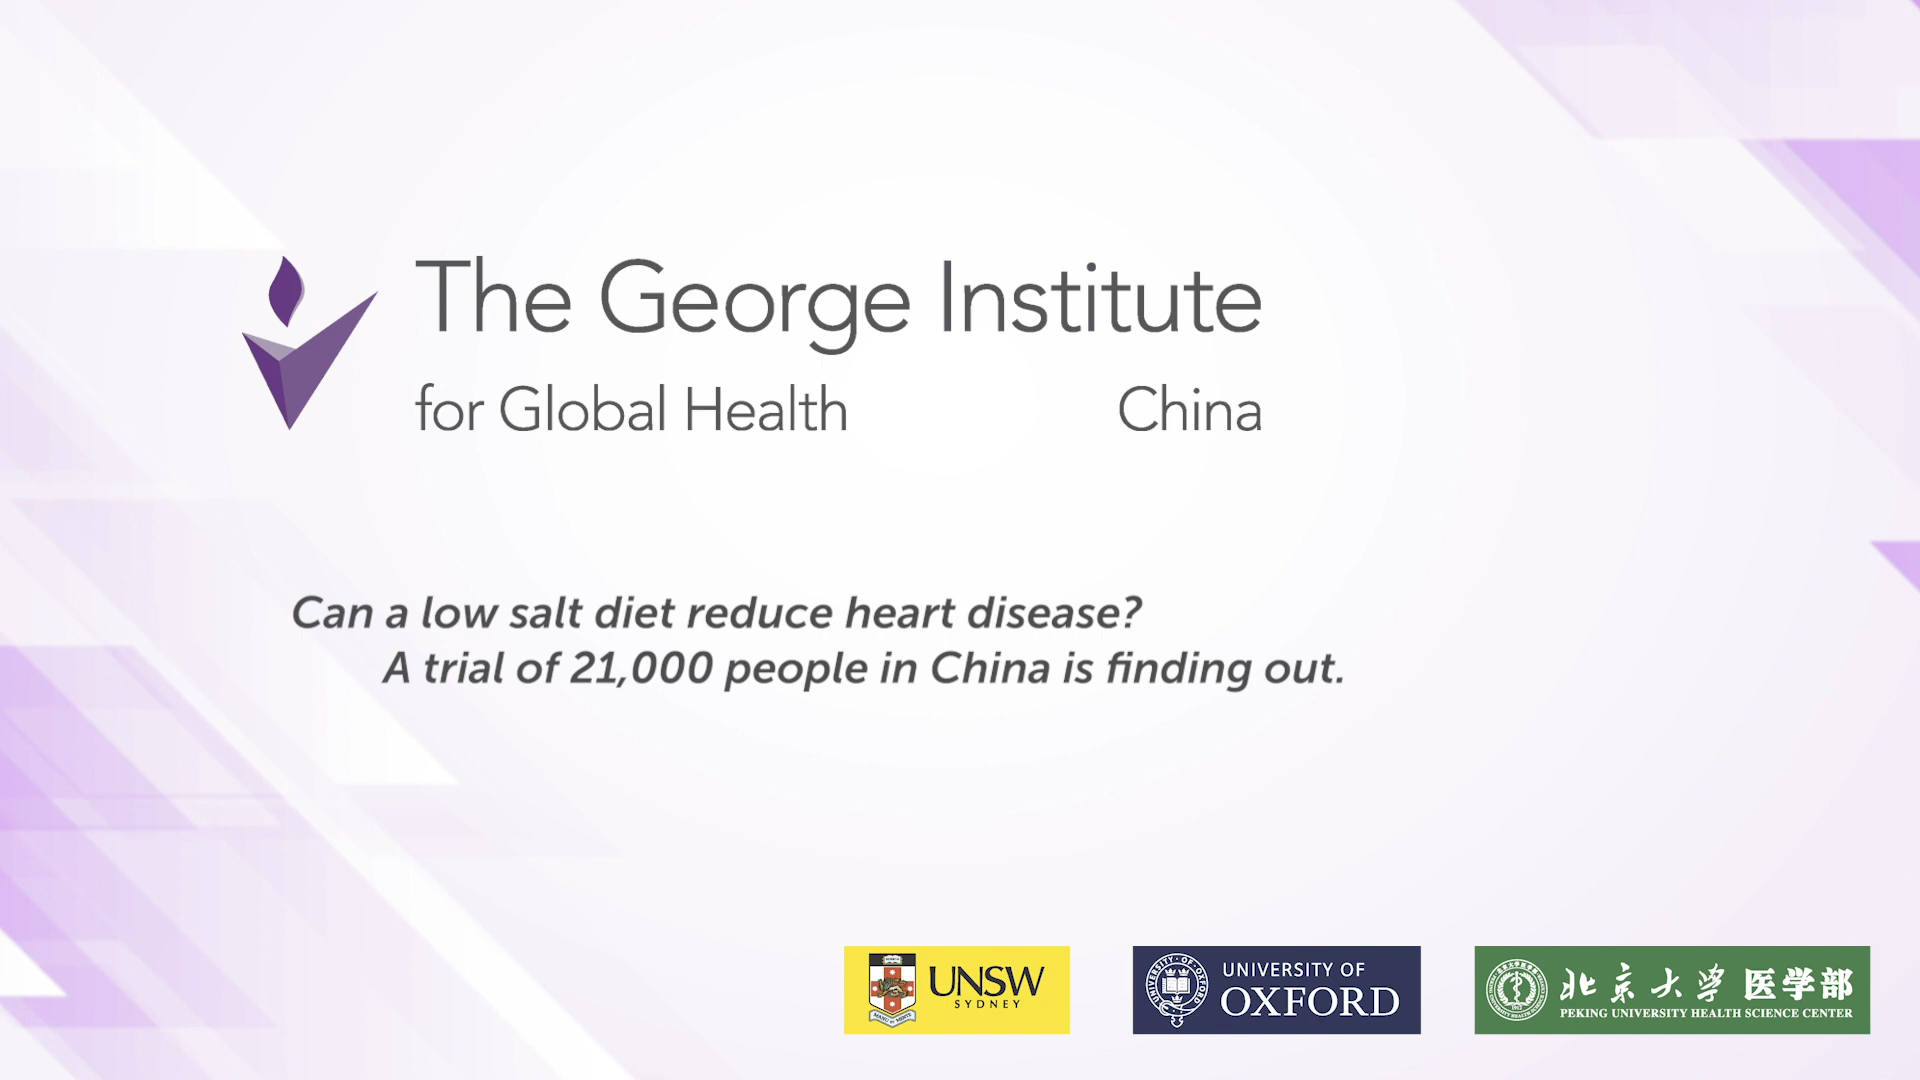 The George Institute
for Global Health China
Can a low salt diet reduce heart disease?
A trial of 21,000 people in China is finding out.
UNSW
SYDNEY
UNIVERSITY OF
OXFORD
北京大学医学部
PEKING UNIVERSITY HEALTH SCIENCE CENTER